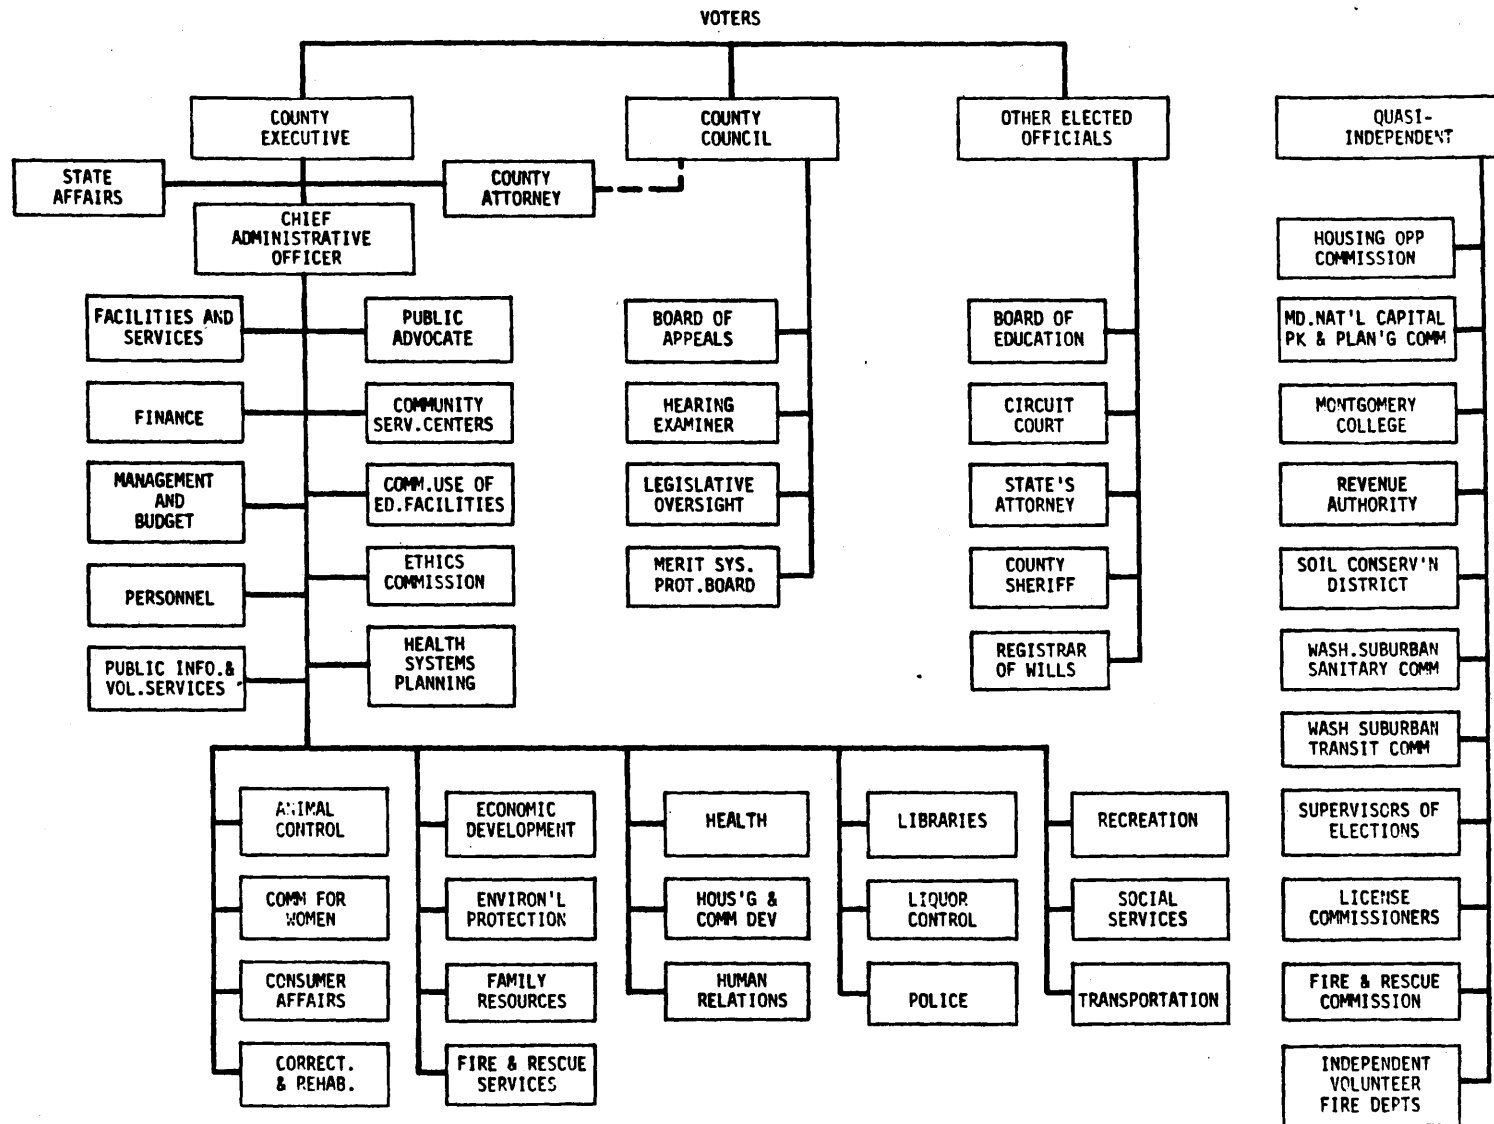 VOTERS
COUNTY
EXECUTIVE
COUNTY
COUNCIL
OTHER ELECTED
OFFICIALS
QUASI-
INDEPENDENT
STATE
AFFAIRS
COUNTY
ATTORNEY
CHIEF
ADMINISTRATIVE
OFFICER
FACILITIES AND
SERVICES
PUBLIC
ADVOCATE
FINANCE
COMMUNITY
SERV.CENTERS
MANAGEMENT
AND
BUDGET
COMM.USE OF
ED.FACILITIES
PERSONNEL
ETHICS
COMMISSION
PUBLIC INFO.&
VOL.SERVICES
HEALTH
SYSTEMS
PLANNING
BOARD OF
APPEALS
HEARING
EXAMINER
LEGISLATIVE
OVERSIGHT
MERIT SYS.
PROT.BOARD
BOARD OF
EDUCATION
CIRCUIT
COURT
STATE'S
ATTORNEY
COUNTY
SHERIFF
REGISTRAR
OF WILLS
HOUSING OPP
COMMISSION
MD.NAT'L CAPITAL
PK & PLAN'G COMM
MONTGOMERY
COLLEGE
REVENUE
AUTHORITY
SOIL CONSERV'N
DISTRICT
WASH.SUBURBAN
SANITARY COMM
WASH SUBURBAN
TRANSIT COMM
SUPERVISORS OF
ELECTIONS
LICENSE
COMMISSIONERS
FIRE & RESCUE
COMMISSION
INDEPENDENT
VOLUNTEER
FIRE DEPTS
ANIMAL
CONTROL
COMM FOR
WOMEN
CONSUMER
AFFAIRS
CORRECT.
& REHAB.
ECONOMIC
DEVELOPMENT
ENVIRON'L
PROTECTION
FAMILY
RESOURCES
FIRE & RESCUE
SERVICES
HEALTH
HOUS'G &
COMM DEV
HUMAN
RELATIONS
LIBRARIES
LIQUOR
CONTROL
POLICE
RECREATION
SOCIAL
SERVICES
TRANSPORTATION